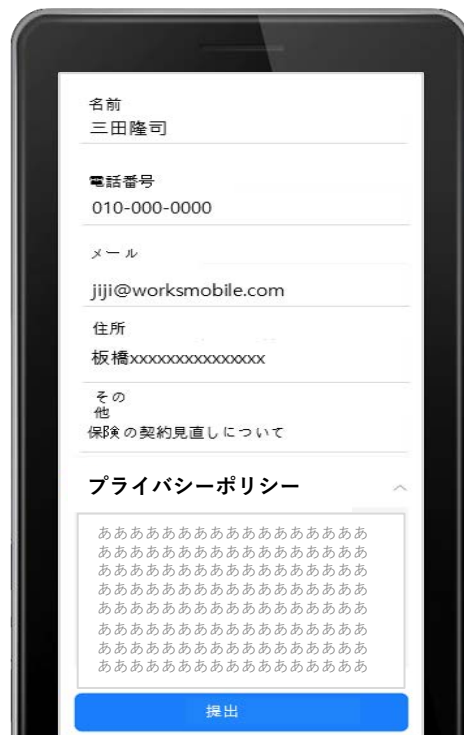 名前
三田隆司
電話番号
010-000-0000
メール
jiji@worksmobile.com
住所
板橋xxxxxxxxxxxxxxx
その
他
保険の契約見直しについて
プライバシーポリシー
あああああああああああああああああ
あああああああああああああああああ
あああああああああああああああああ
あああああああああああああああああ
あああああああああああああああああ
あああああああああああああああああ
あああああああああああああああああ
あああああああああああああああああ
提出